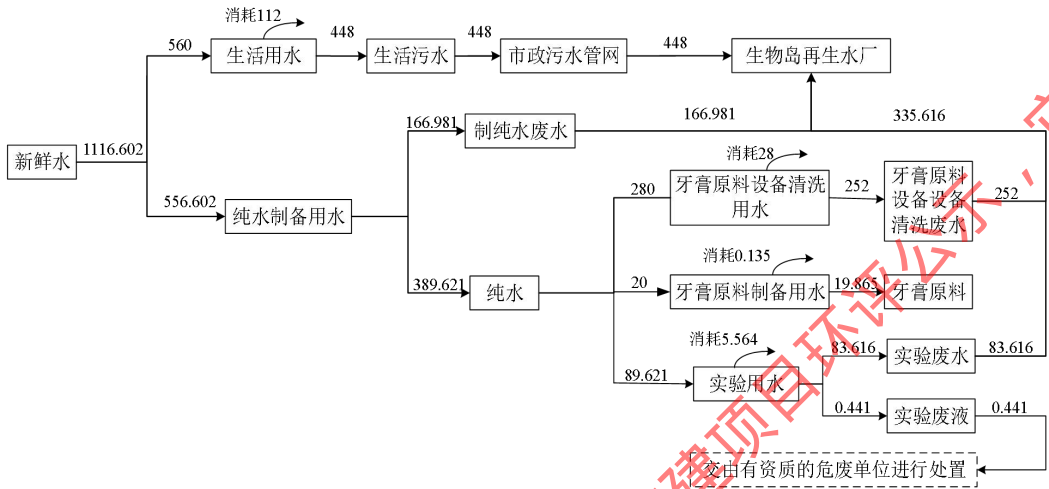 消耗112
560
生活用水
448
生活污水
448
市政污水管网
448
生物岛再生水厂
新鲜水
1116.602
166.981
制纯水废水
166.981
335.616
556.602
纯水制备用水
消耗28
280
牙膏原料设备清洗
用水
252
牙膏原料
设备设备
清洗废水
252
389.621
纯水
消耗0.135
20
牙膏原料制备用水
19.865
牙膏原料
消耗5.564
89.621
实验用水
83.616
实验废水
83.616
0.441
实验废液
0.441
交由有资质的危废单位进行处置
建项目环评公示，